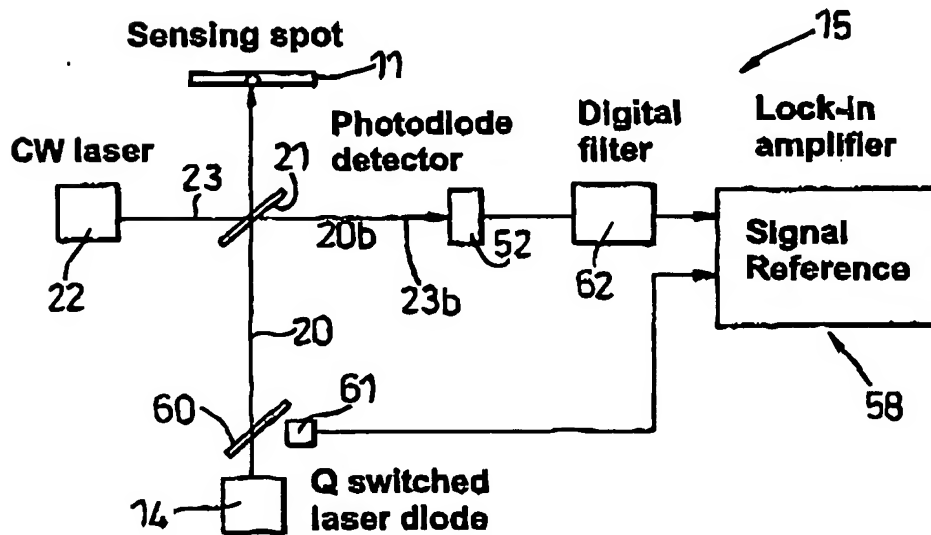 Sensing spot
11
15
CW laser
23
22
21
Photodiode
detector
20b
23b
52
Digital
filter
62
Lock-in
amplifier
Signal
Reference
58
20
60
61
14
Q switched
laser diode